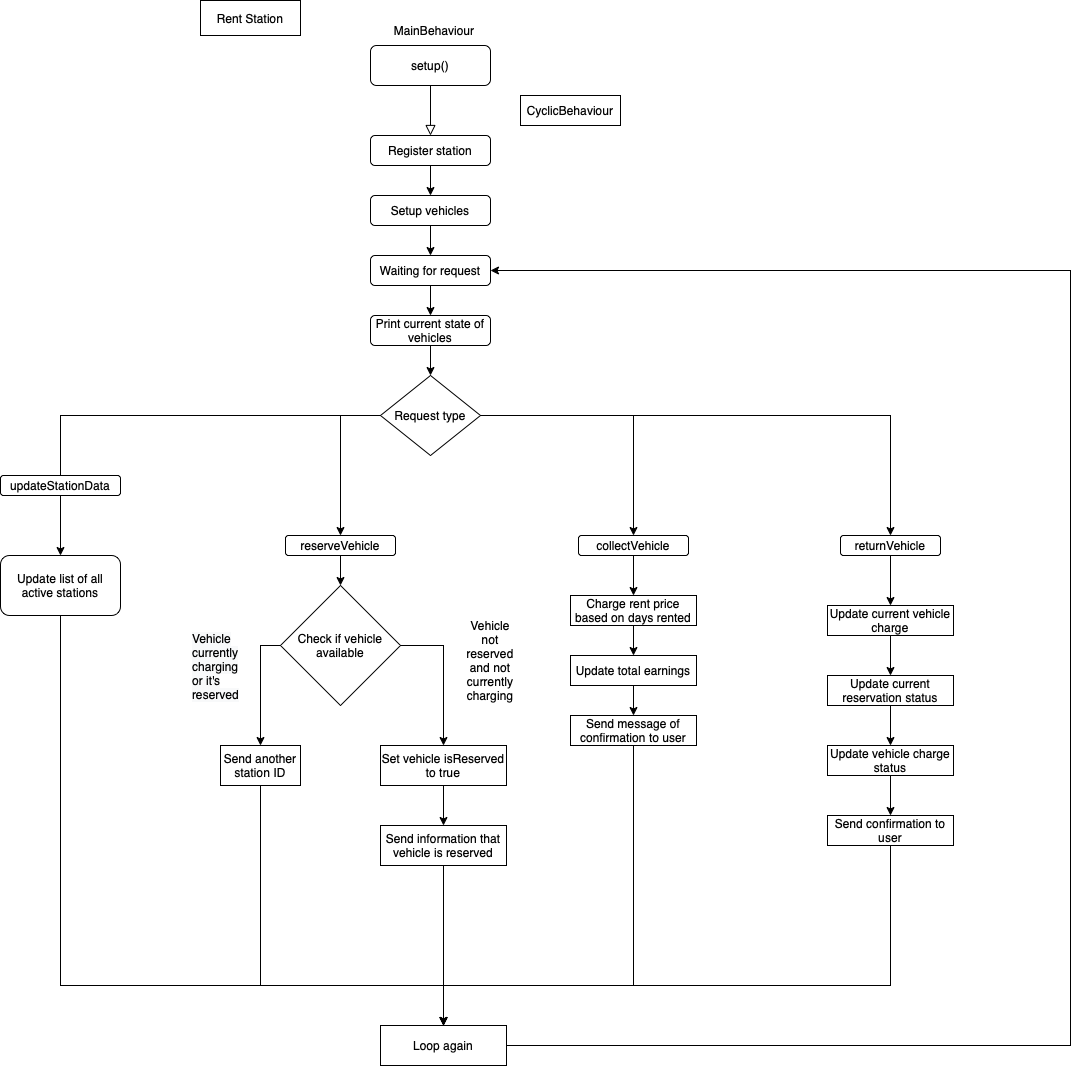 Rent Station
MainBehaviour
setup()
CyclicBehaviour
Register station
Setup vehicles
Waiting for request
Print current state of
vehicles
Request type
updateStationData
reserveVehicle
collectVehicle
returnVehicle
Update list of all
active stations
Check if vehicle
available
Vehicle
currently
charging
or it's
reserved
Vehicle
not
reserved
and not
currently
charging
Send another
station ID
Set vehicle isReserved
to true
Send information that
vehicle is reserved
Charge rent price
based on days rented
Update total earnings
Send message of
confirmation to user
Update current vehicle
charge
Update current
reservation status
Update vehicle charge
status
Send confirmation to
user
Loop again